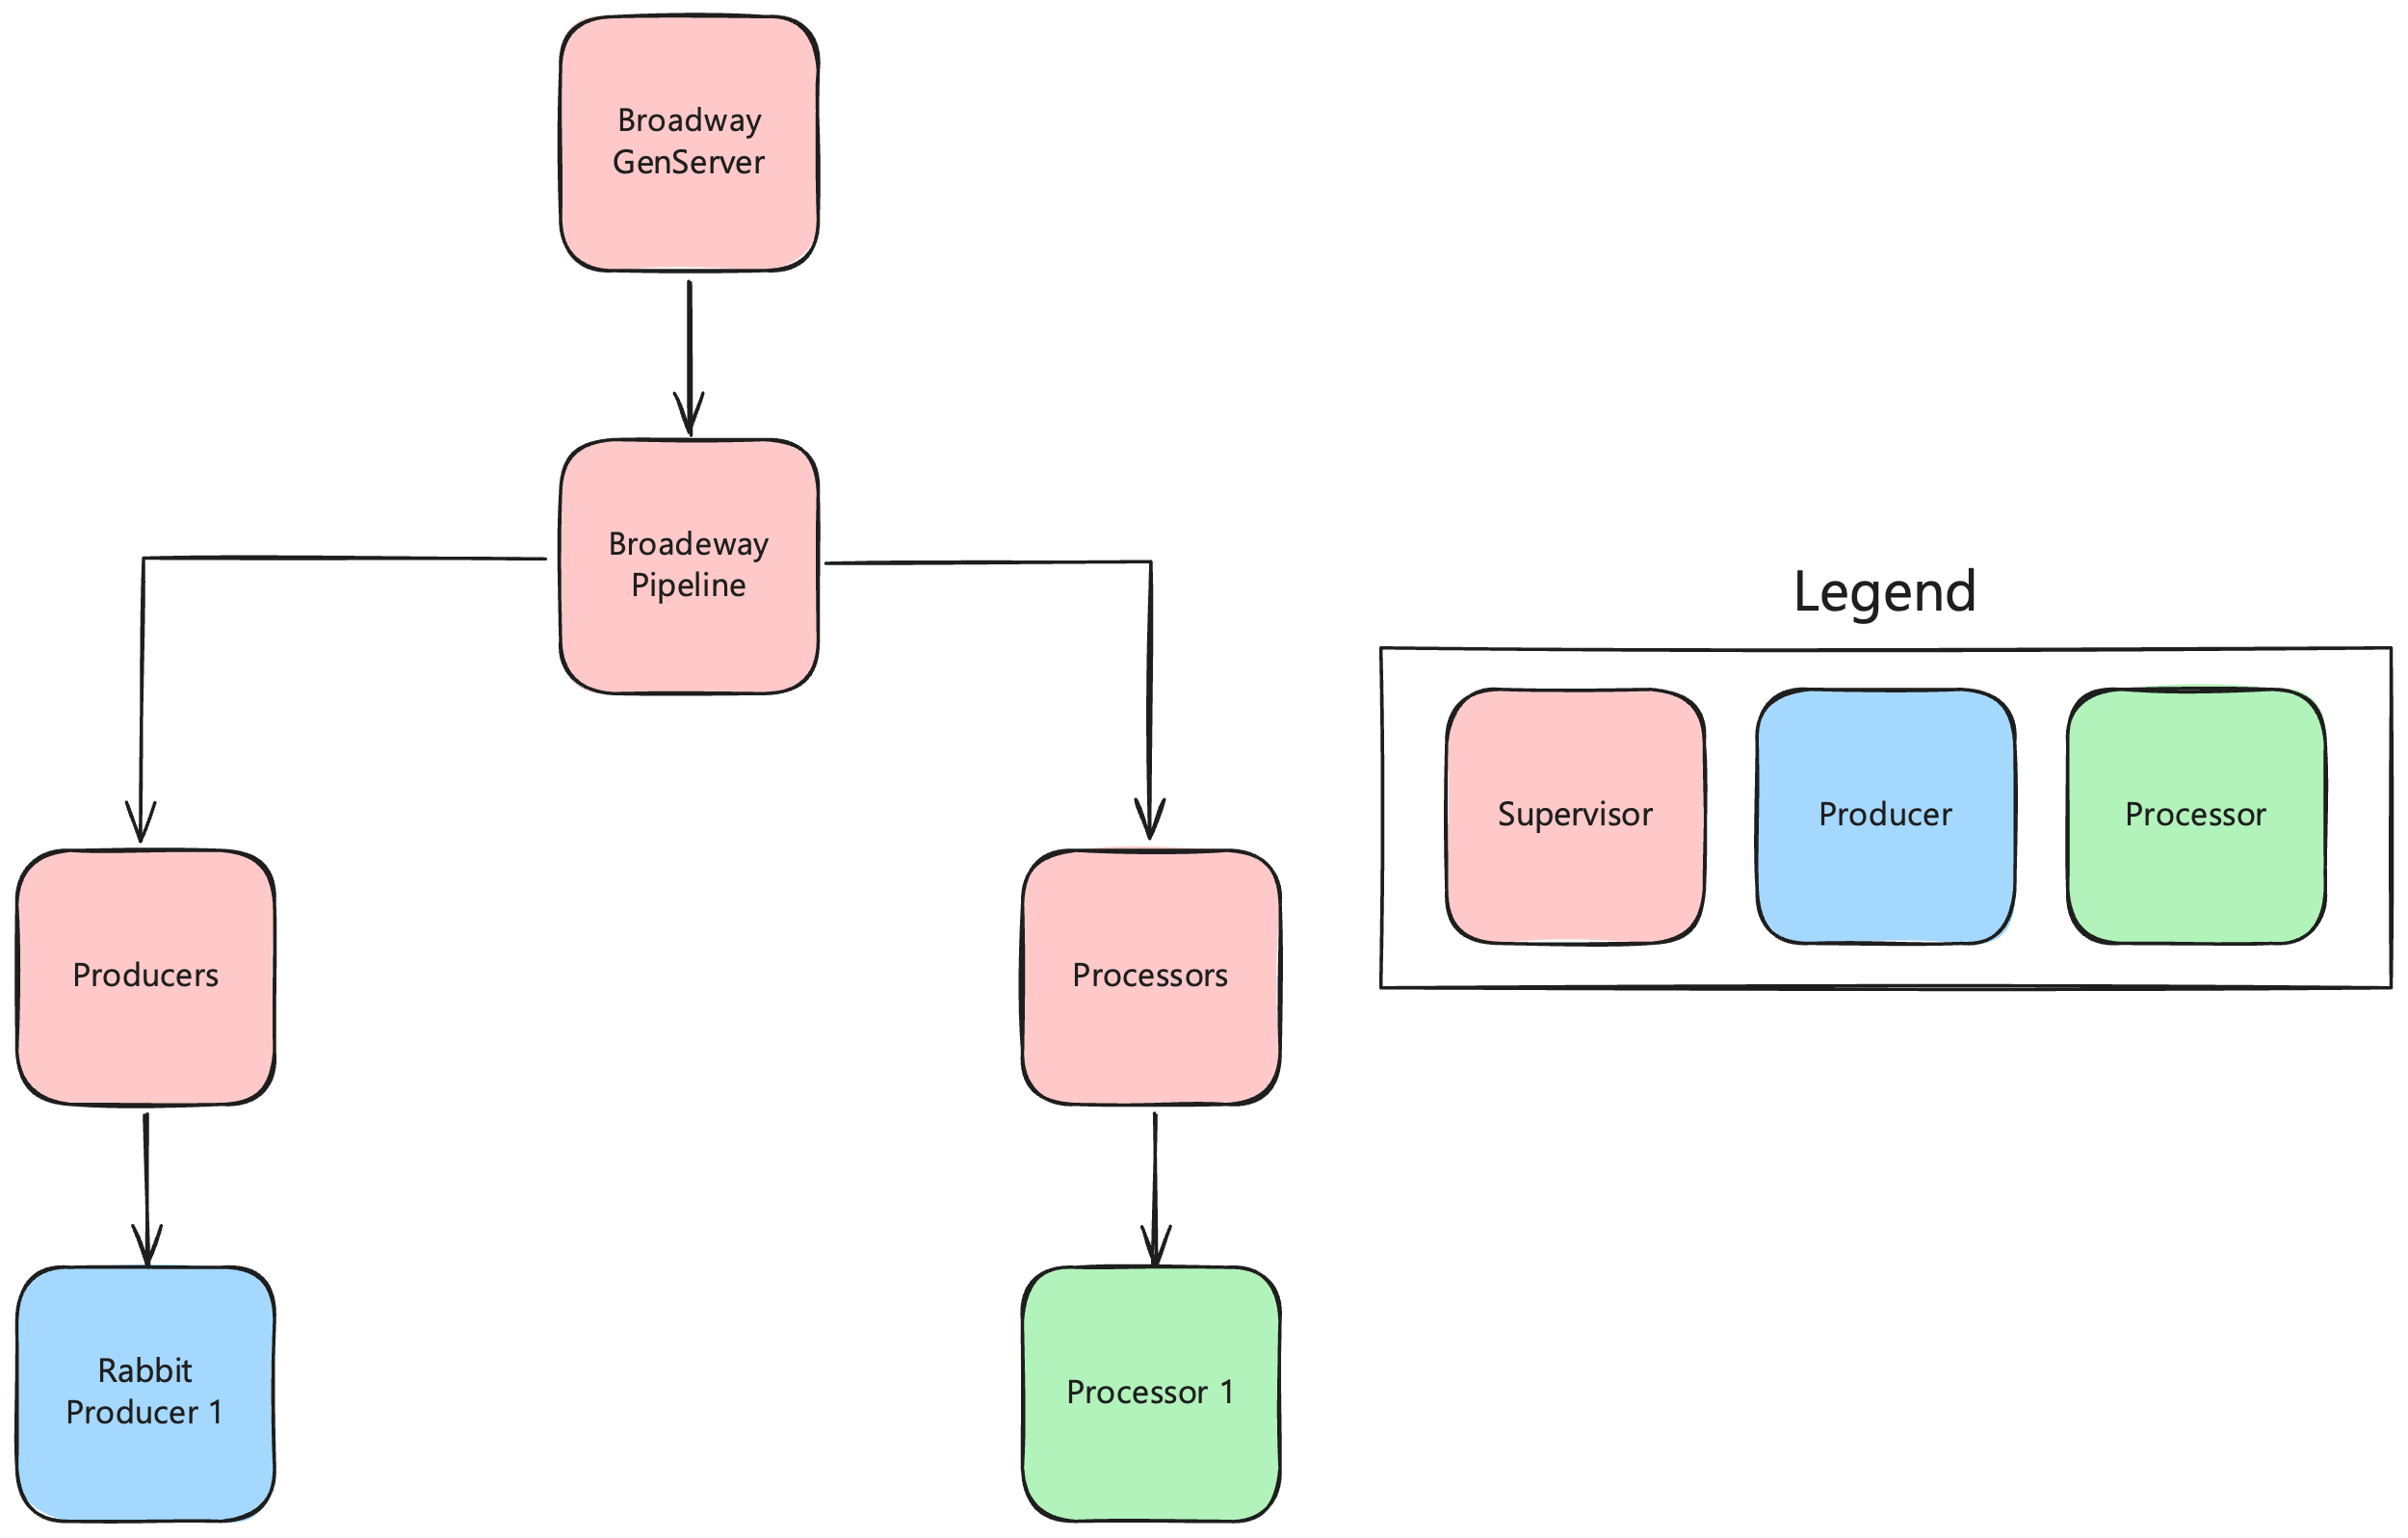 Broadway
GenServer
Broadeway
Pipeline
Legend
Supervisor
Producer
Processor
Producers
Processors
Rabbit
Producer 1
Processor 1